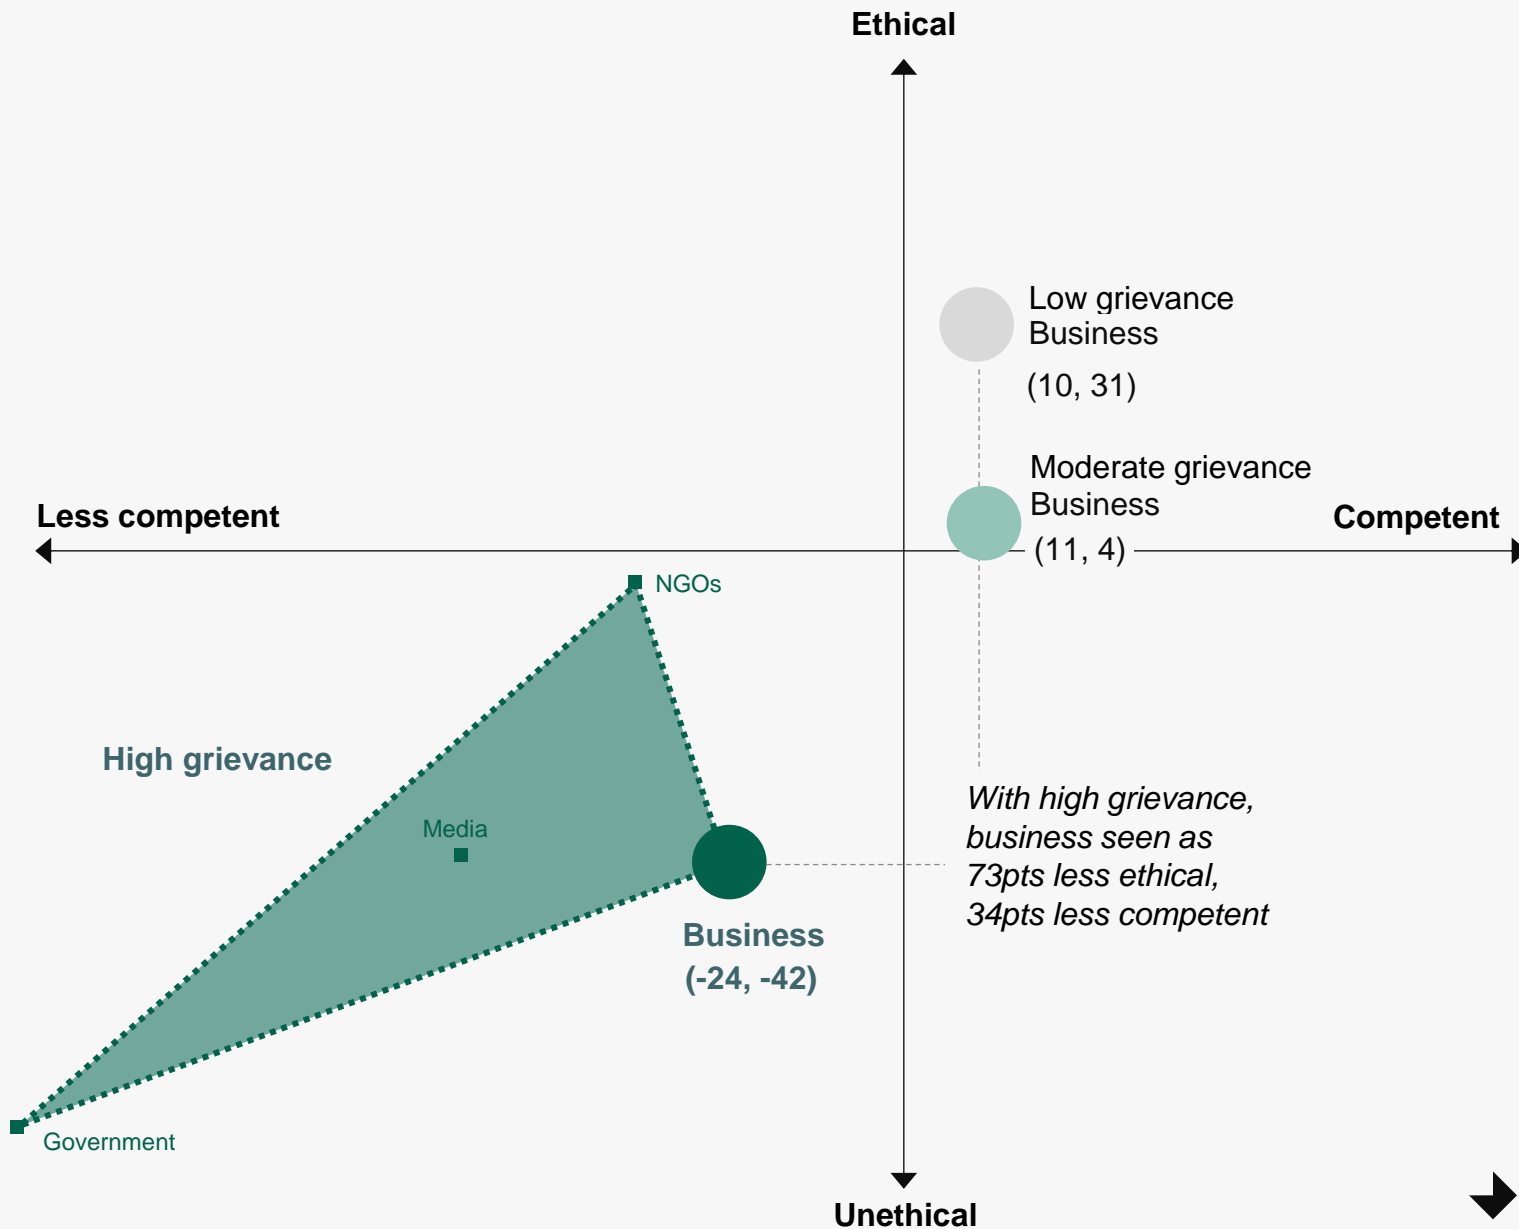 Ethical
Low grievance
Business
(10, 31)
Moderate grievance
Business
Less competent
Competent
(11, 4)
NGOs
High grievance
With high grievance,
business seen as
73pts less ethical,
34pts less competent
Media
Business
(-24, -42)
Government
Unethical